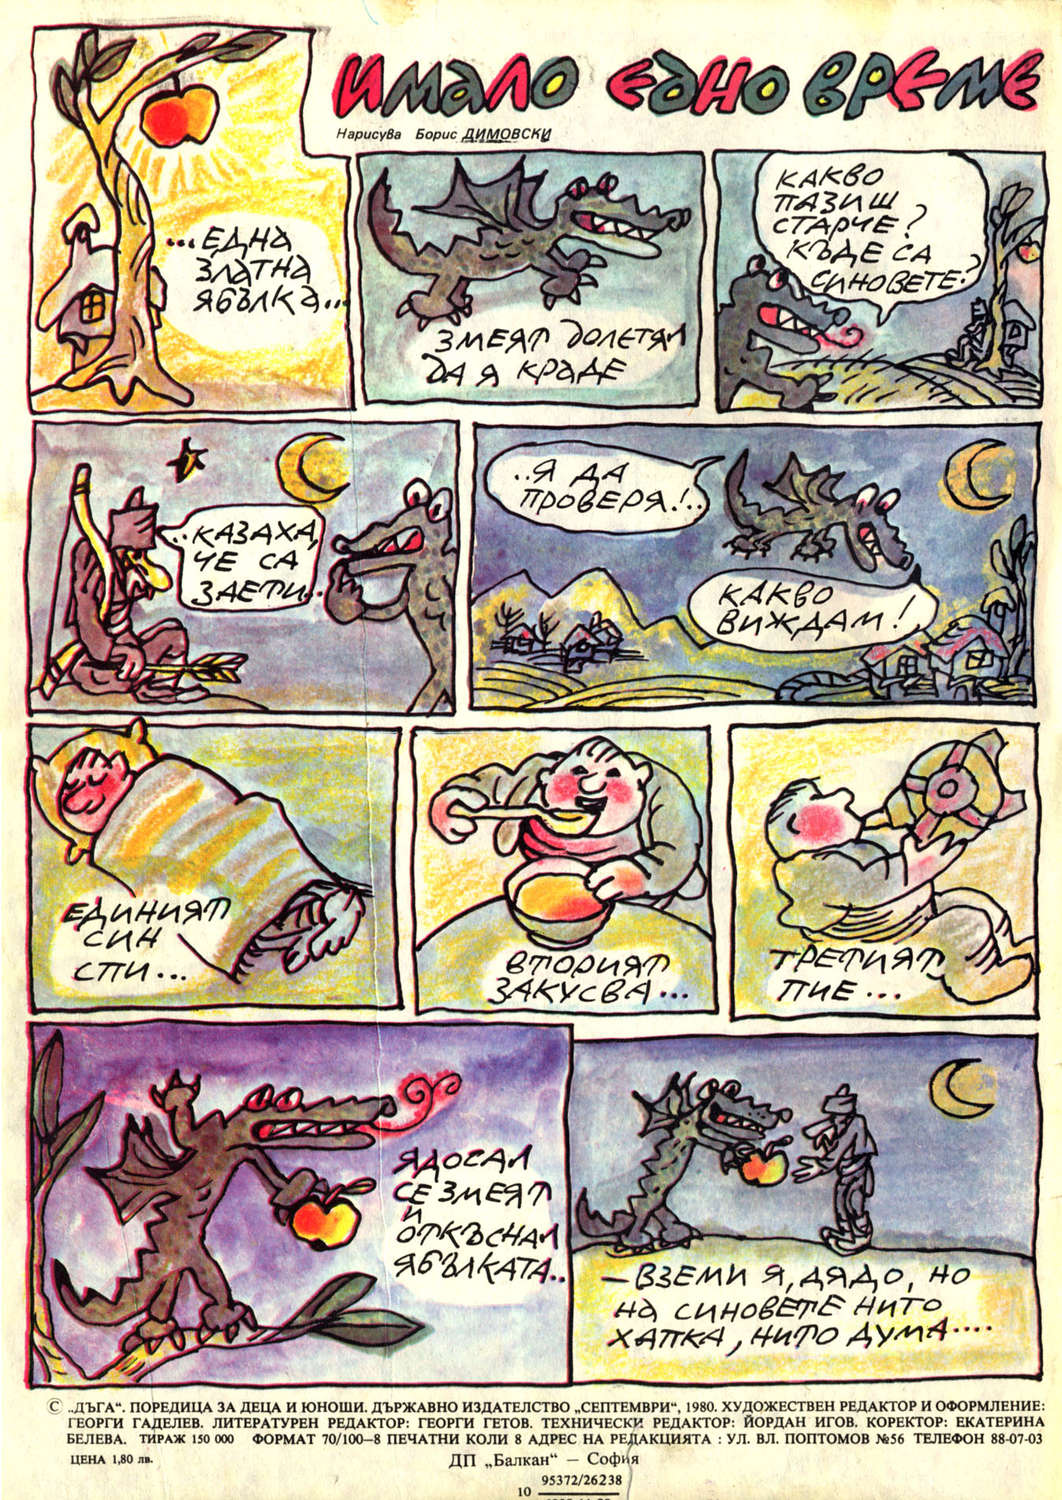 ИМАЛО ЕДНО ВРЕМЕ
Нарисува Борис ДИМОВСКИ
...ЕДНА
ЗЛАТНА
ЯБЪЛКА...
ЗМЕЯТ ДОЛЕТЯЛ
ДА Я КРАДЕ
КАКВО
ПАЗИШ
СТАРЧЕ?
КЪДЕ СА
СИНОВЕТЕ?
..КАЗАХА,
ЧЕ СА
ЗАЕТИ..
..Я ДА
ПРОВЕРЯ!..
КАКВО
ВИЖДАМ!
ЕДИНИЯТ
СИН
СПИ...
ВТОРИЯТ
ЗАКУСВА...
ТРЕТИЯТ
ПИЕ...
ЯДОСАЛ
СЕ ЗМЕЯТ
И
ОТКЪСНАЛ
ЯБЪЛКАТА..
—ВЗЕМИ Я, ДЯДО, НО
НА СИНОВЕТЕ НИТО
ХАПКА, НИТО ДУМА....
© „ДЪГА“. ПОРЕДИЦА ЗА ДЕЦА И ЮНОШИ. ДЪРЖАВНО ИЗДАТЕЛСТВО „СЕПТЕМВРИ“, 1980. ХУДОЖЕСТВЕН РЕДАКТОР И ОФОРМЛЕНИЕ:
ГЕОРГИ ГАДЕЛЕВ. ЛИТЕРАТУРЕН РЕДАКТОР: ГЕОРГИ ГЕТОВ. ТЕХНИЧЕСКИ РЕДАКТОР: ЙОРДАН ИГОВ. КОРЕКТОР: ЕКАТЕРИНА
БЕЛЕВА. ТИРАЖ 150 000 ФОРМАТ 70/100—8 ПЕЧАТНИ КОЛИ 8 АДРЕС НА РЕДАКЦИЯТА : УЛ. ВЛ. ПОПТОМОВ №56 ТЕЛЕФОН 88-07-03
ЦЕНА 1,80 лв.
ДП „Балкан“ — София
95372/26238
10